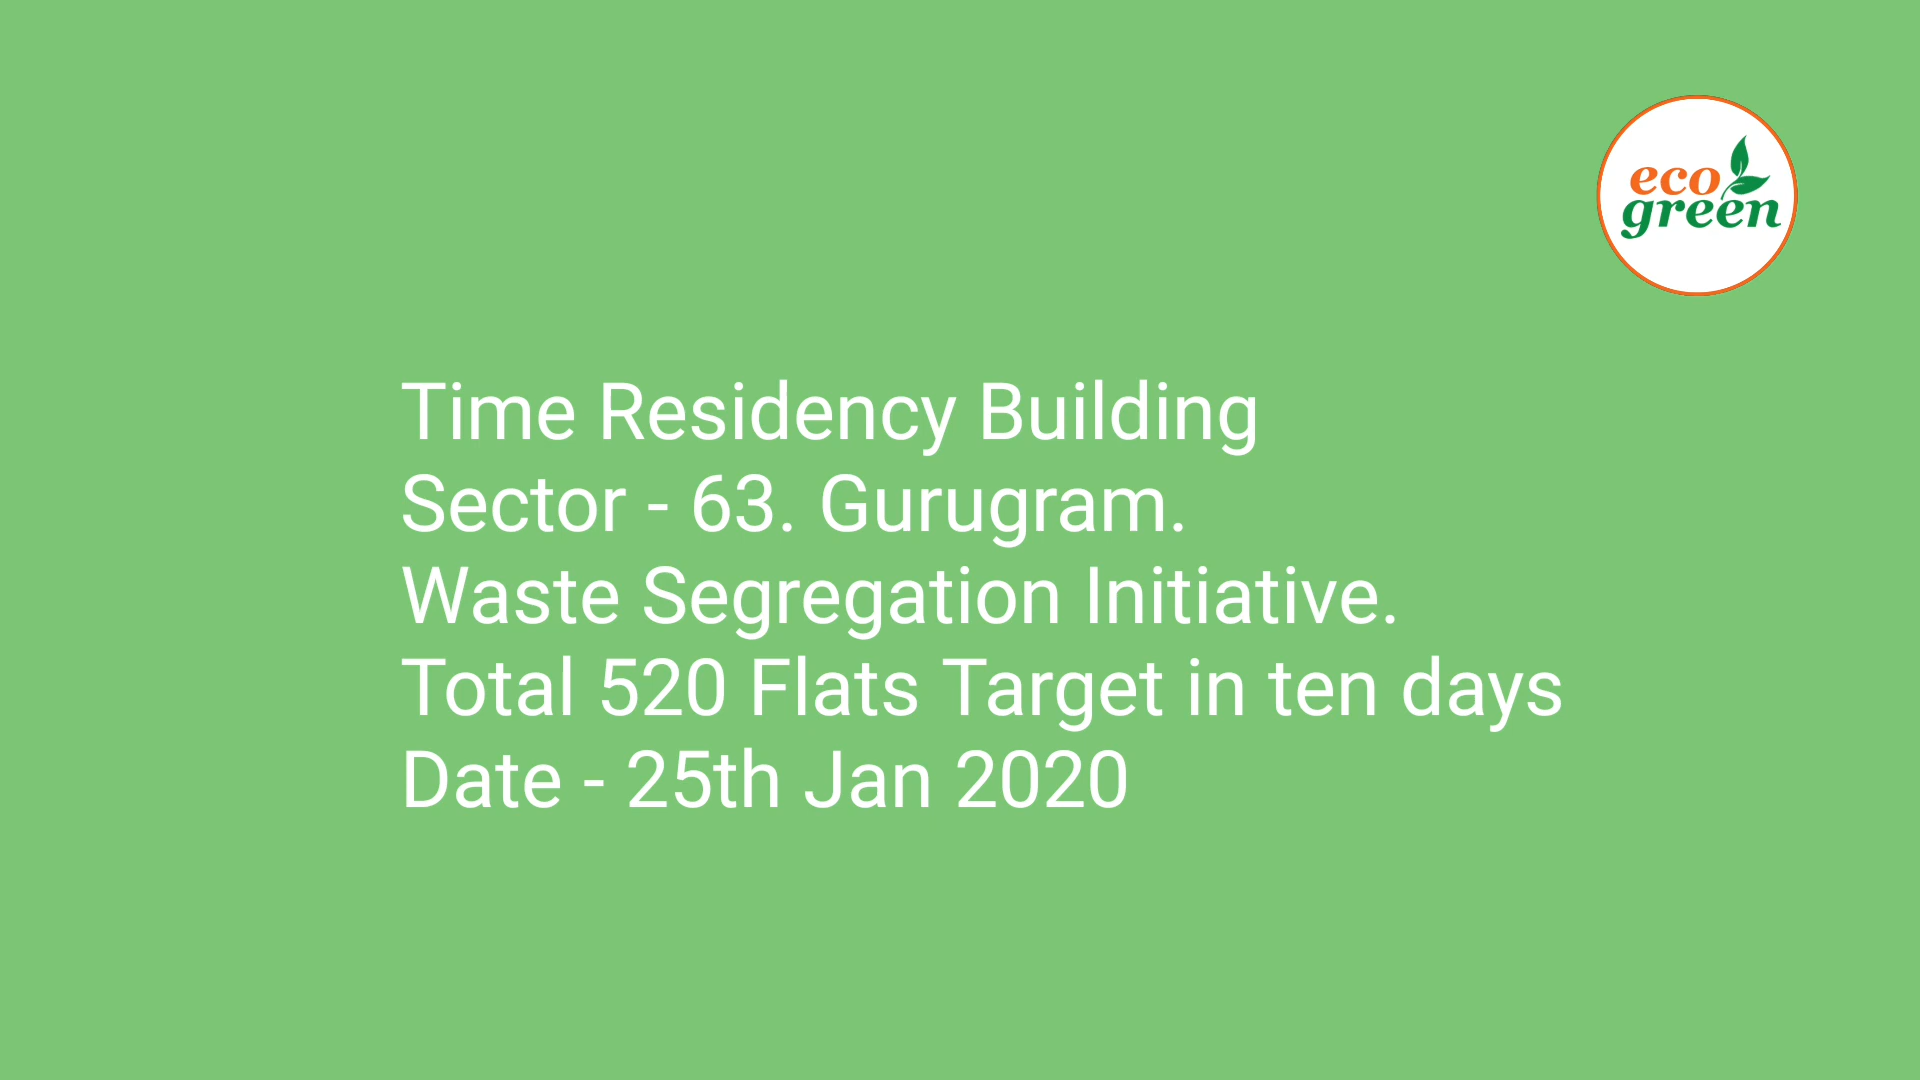 eco
green
Time Residency Building
Sector - 63. Gurugram.
Waste Segregation Initiative.
Total 520 Flats Target in ten days
Date - 25th Jan 2020